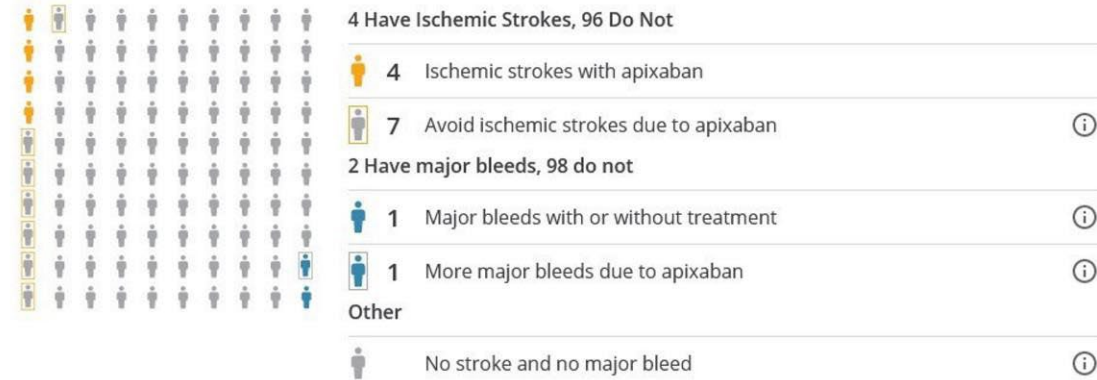 4 Have Ischemic Strokes, 96 Do Not
4 Ischemic strokes with apixaban
7 Avoid ischemic strokes due to apixaban
2 Have major bleeds, 98 do not
1 Major bleeds with or without treatment
1 More major bleeds due to apixaban
Other
No stroke and no major bleed